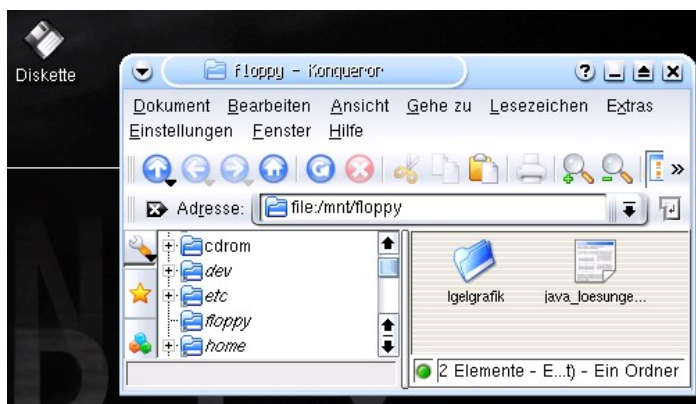 Diskette
floppy - Konqueror
Dokument Bearbeiten Ansicht Gehe zu Lesezeichen Extras
Einstellungen Fenster Hilfe
Adresse: file:/mnt/floppy
cdrom
dev
etc
floppy
home
lgelgrafik java_loesunge...
2 Elemente - E...t) - Ein Ordner